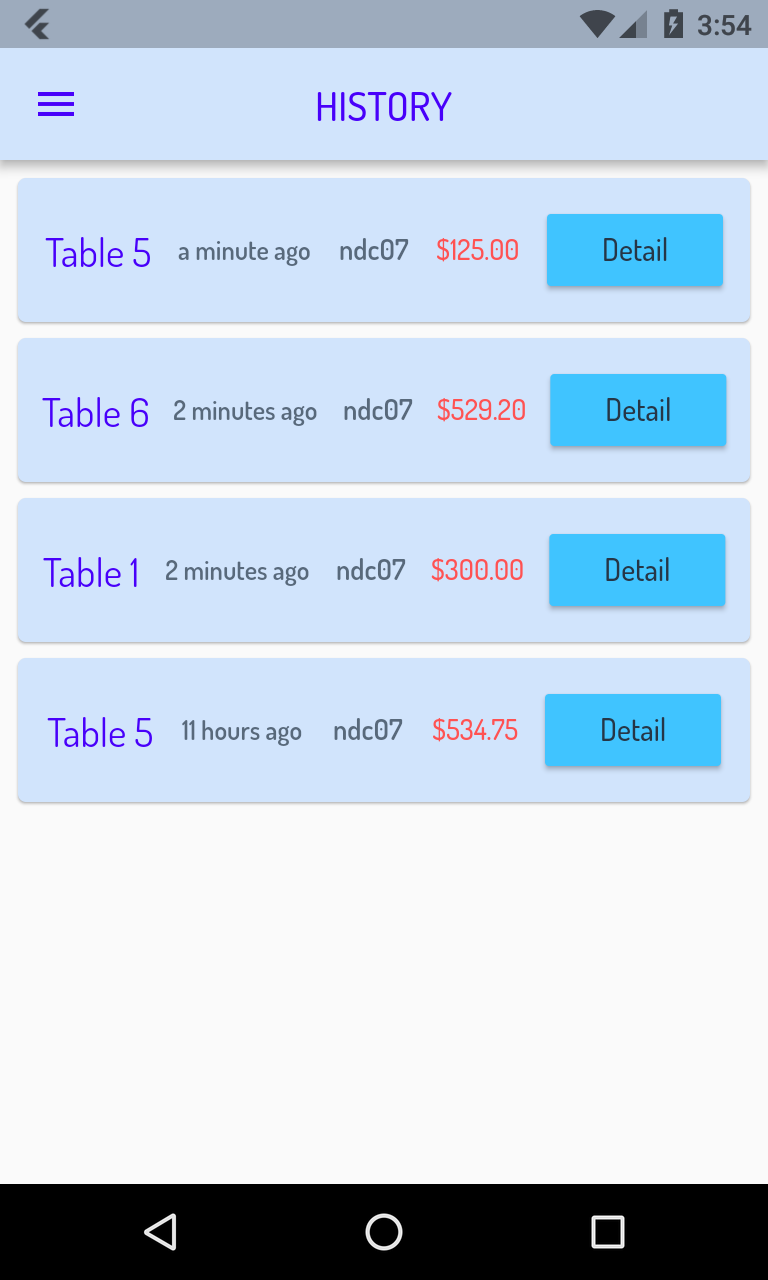 3:54
HISTORY
Table 5 a minute ago ndc07 $125.00 Detail
Table 6 2 minutes ago ndc07 $529.20 Detail
Table 1 2 minutes ago ndc07 $300.00 Detail
Table 5 11 hours ago ndc07 $534.75 Detail